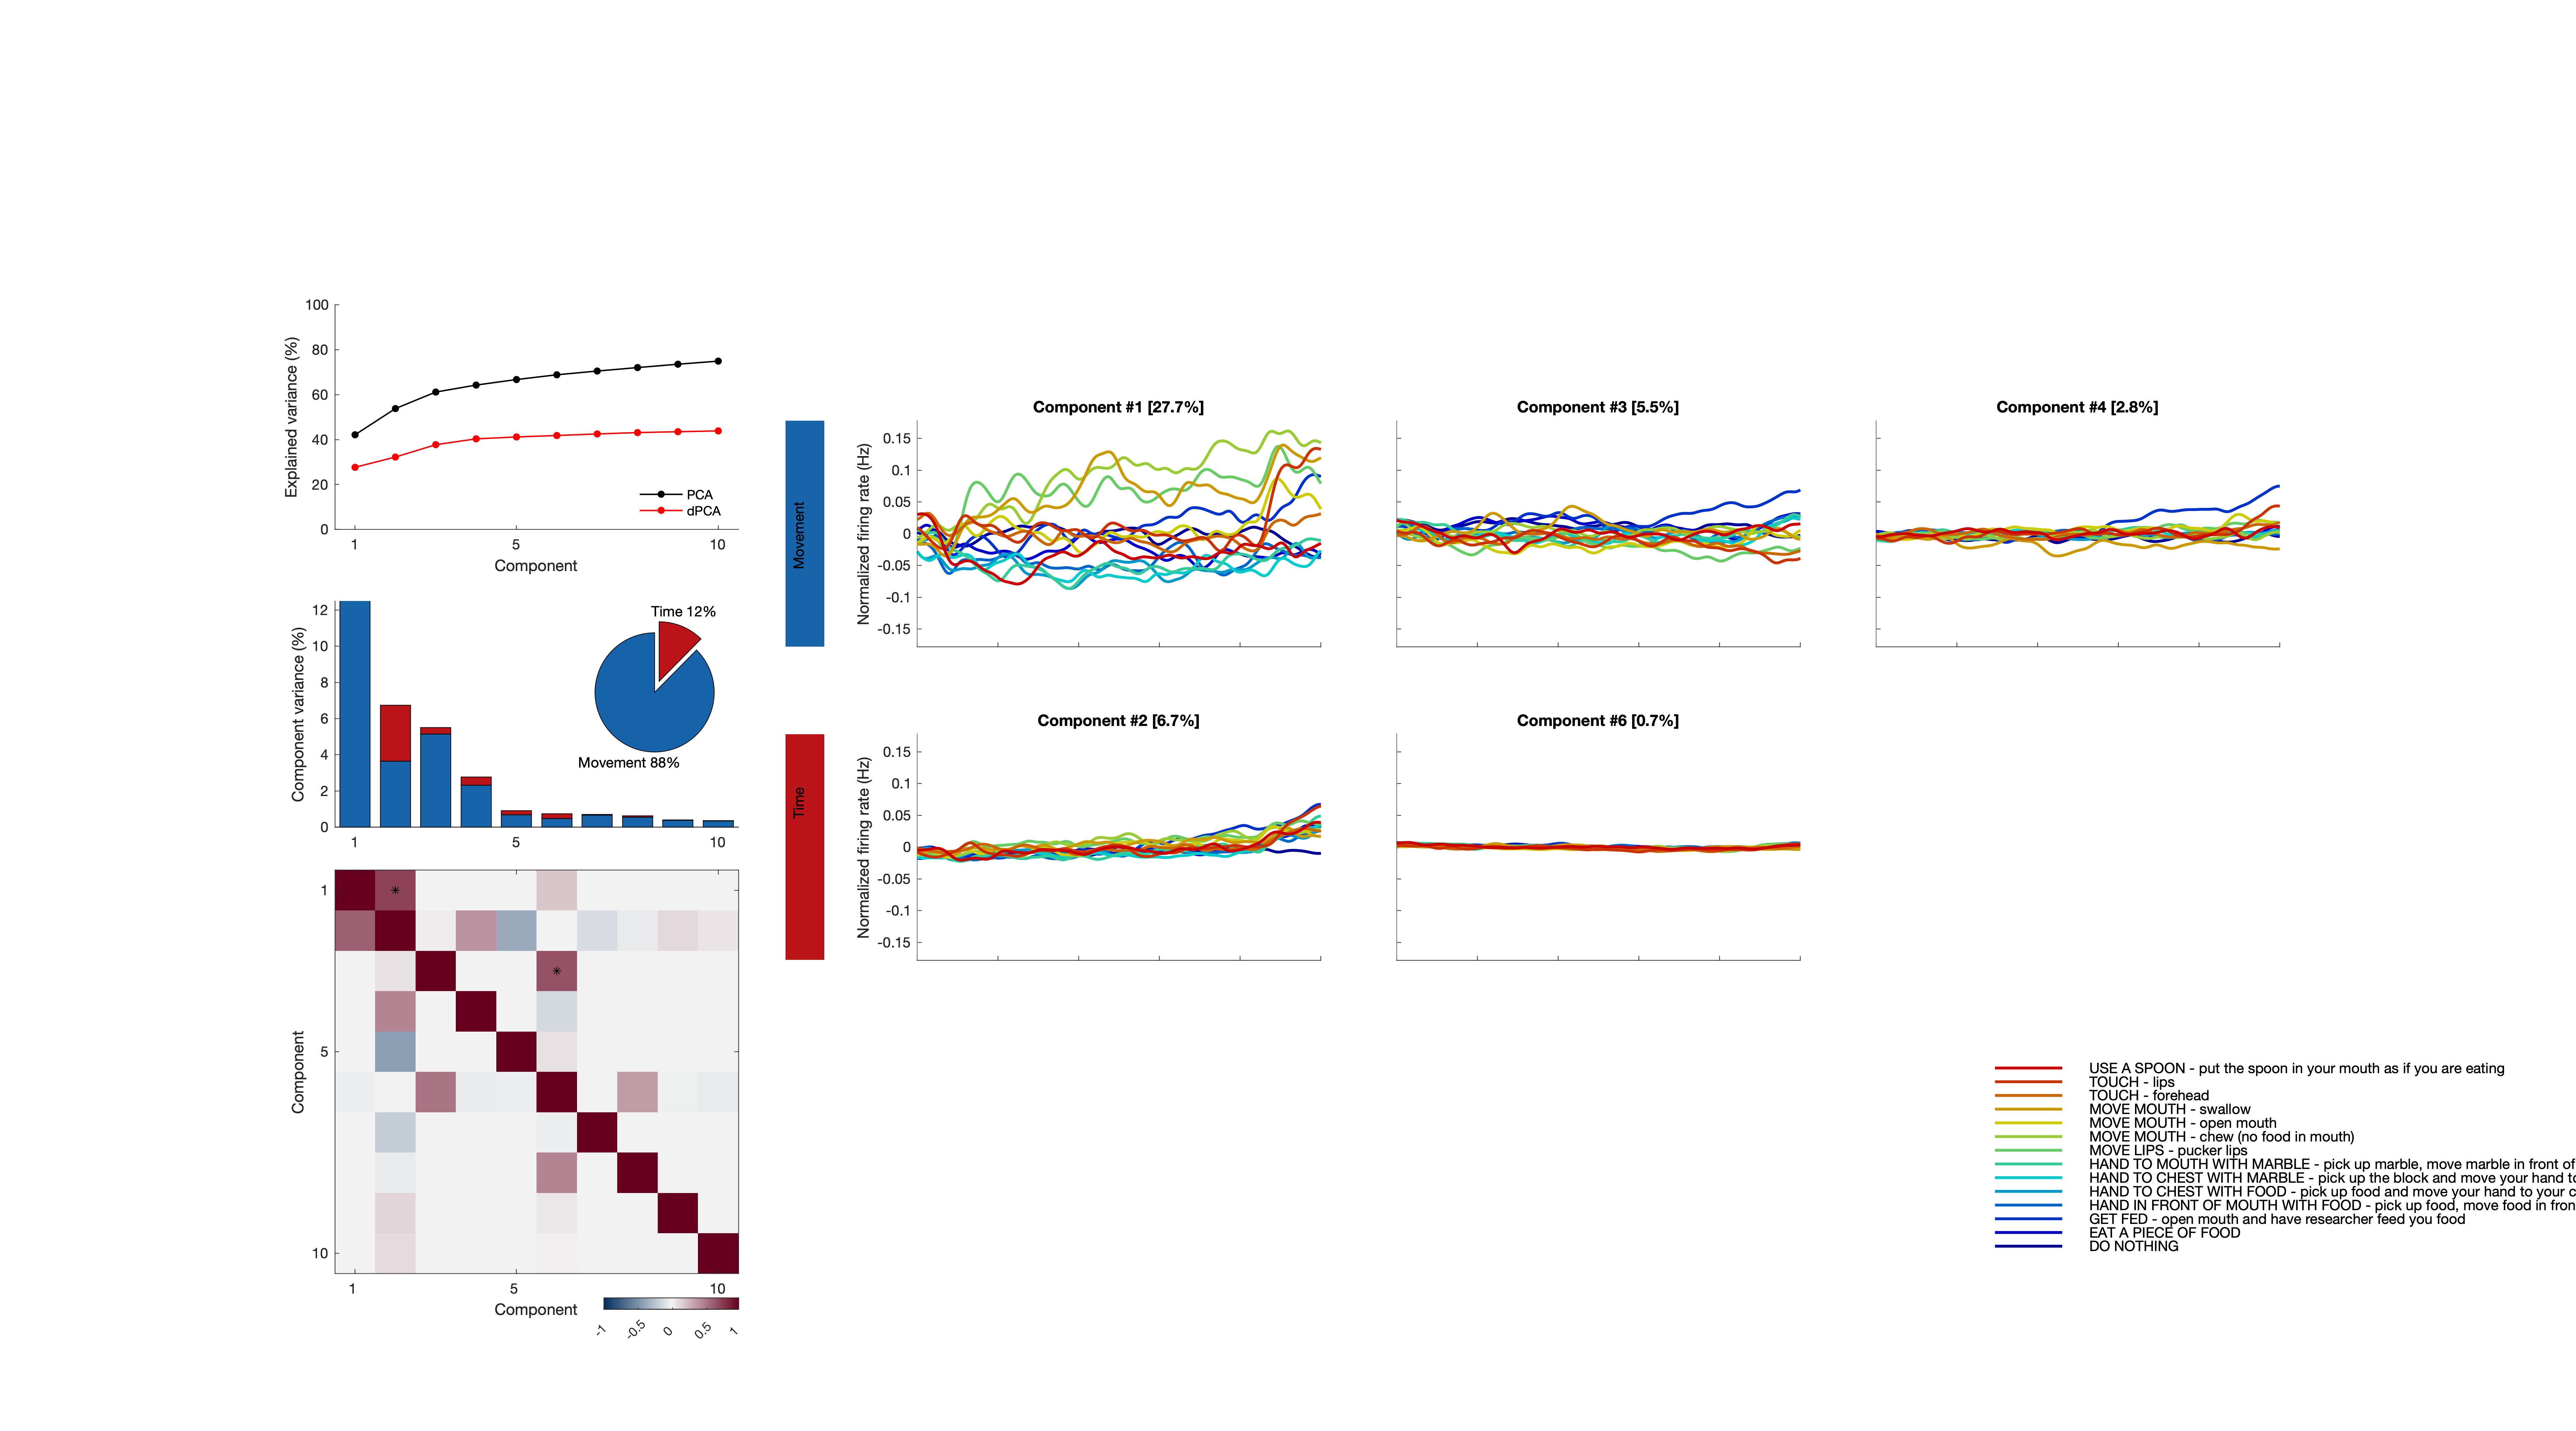 100
80
60
40
20
0
Explained variance (%)
PCA
dPCA
1 5 10
Component
12
10
8
6
4
2
0
Component variance (%)
Time 12%
Movement 88%
1 5 10
1
5
10
Component
1 5 10
Component
-1 -0.5 0 0.5 1
Movement
Component #1 [27.7%]
Normalized firing rate (Hz)
0.15
0.1
0.05
0
-0.05
-0.1
-0.15
Component #3 [5.5%]
Component #4 [2.8%]
Time
Component #2 [6.7%]
Normalized firing rate (Hz)
0.15
0.1
0.05
0
-0.05
-0.1
-0.15
Component #6 [0.7%]
USE A SPOON - put the spoon in your mouth as if you are eating
TOUCH - lips
TOUCH - forehead
MOVE MOUTH - swallow
MOVE MOUTH - open mouth
MOVE MOUTH - chew (no food in mouth)
MOVE LIPS - pucker lips
HAND TO MOUTH WITH MARBLE - pick up marble, move marble in front of
HAND TO CHEST WITH MARBLE - pick up the block and move your hand to
HAND TO CHEST WITH FOOD - pick up food and move your hand to your
HAND IN FRONT OF MOUTH WITH FOOD - pick up food, move food in
GET FED - open mouth and have researcher feed you food
EAT A PIECE OF FOOD
DO NOTHING